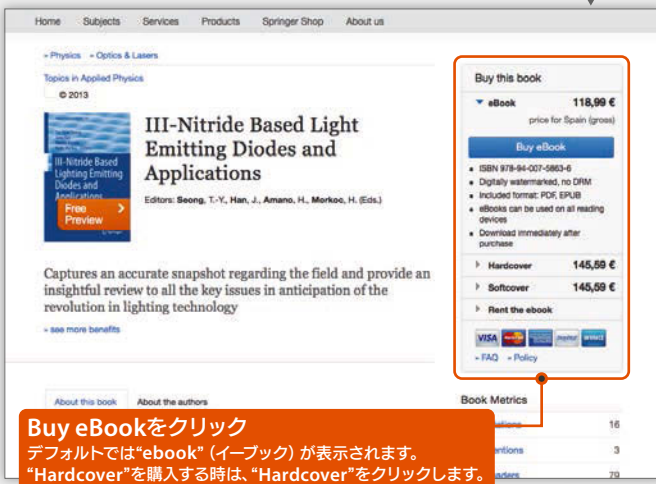 Home Subjects Services Products Springer Shop About us
» Physics » Optics & Lasers
Topics in Applied Physics
© 2013
III-Nitride Based
Lighting Emitting
Diodes and
Applications
Free
Preview
III-Nitride Based Light
Emitting Diodes and
Applications
Editors: Seong, T.-Y., Han, J., Amano, H., Morkoc, H. (Eds.)
Captures an accurate snapshot regarding the field and provide an
insightful review to all the key issues in anticipation of the
revolution in lighting technology
» see more benefits
About this book About the authors
Buy this book
eBook 118,99 €
price for Spain (gross)
Buy eBook
ISBN 978-94-007-5863-6
Digitally watermarked, no DRM
Included format: PDF, EPUB
eBooks can be used on all reading
devices
Download immediately after
purchase
Hardcover 145,59 €
Softcover 145,59 €
Rent the ebook
VISA
» FAQ » Policy
Book Metrics
16
3
79
Buy eBookをクリック
デフォルトでは“ebook”（イーブック）が表示されます。
“Hardcover”を購入する時は、“Hardcover”をクリックします。